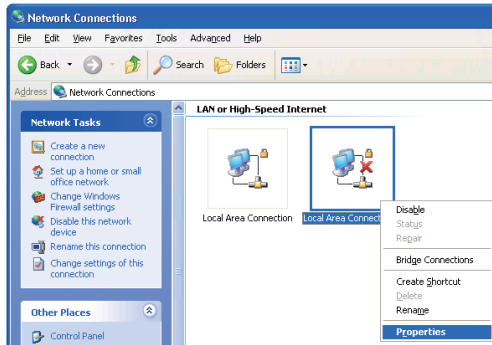 Network Connections
File Edit View Favorites Tools Advanced Help
Back Search Folders
Address Network Connections
Network Tasks
Create a new
connection
Set up a home or small
office network
Change Windows
Firewall settings
Disable this network
device
Rename this connection
Change settings of this
connection
Other Places
Control Panel
LAN or High-Speed Internet
Local Area Connection
Local Area
Disable
Status
Repair
Bridge Connections
Create Shortcut
Delete
Rename
Properties